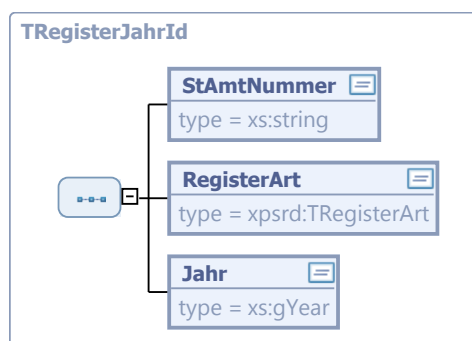 TRegisterJahrId
StAmtNummer
type = xs:string
RegisterArt
type = xpsrd:TRegisterArt
Jahr
type = xs:gYear